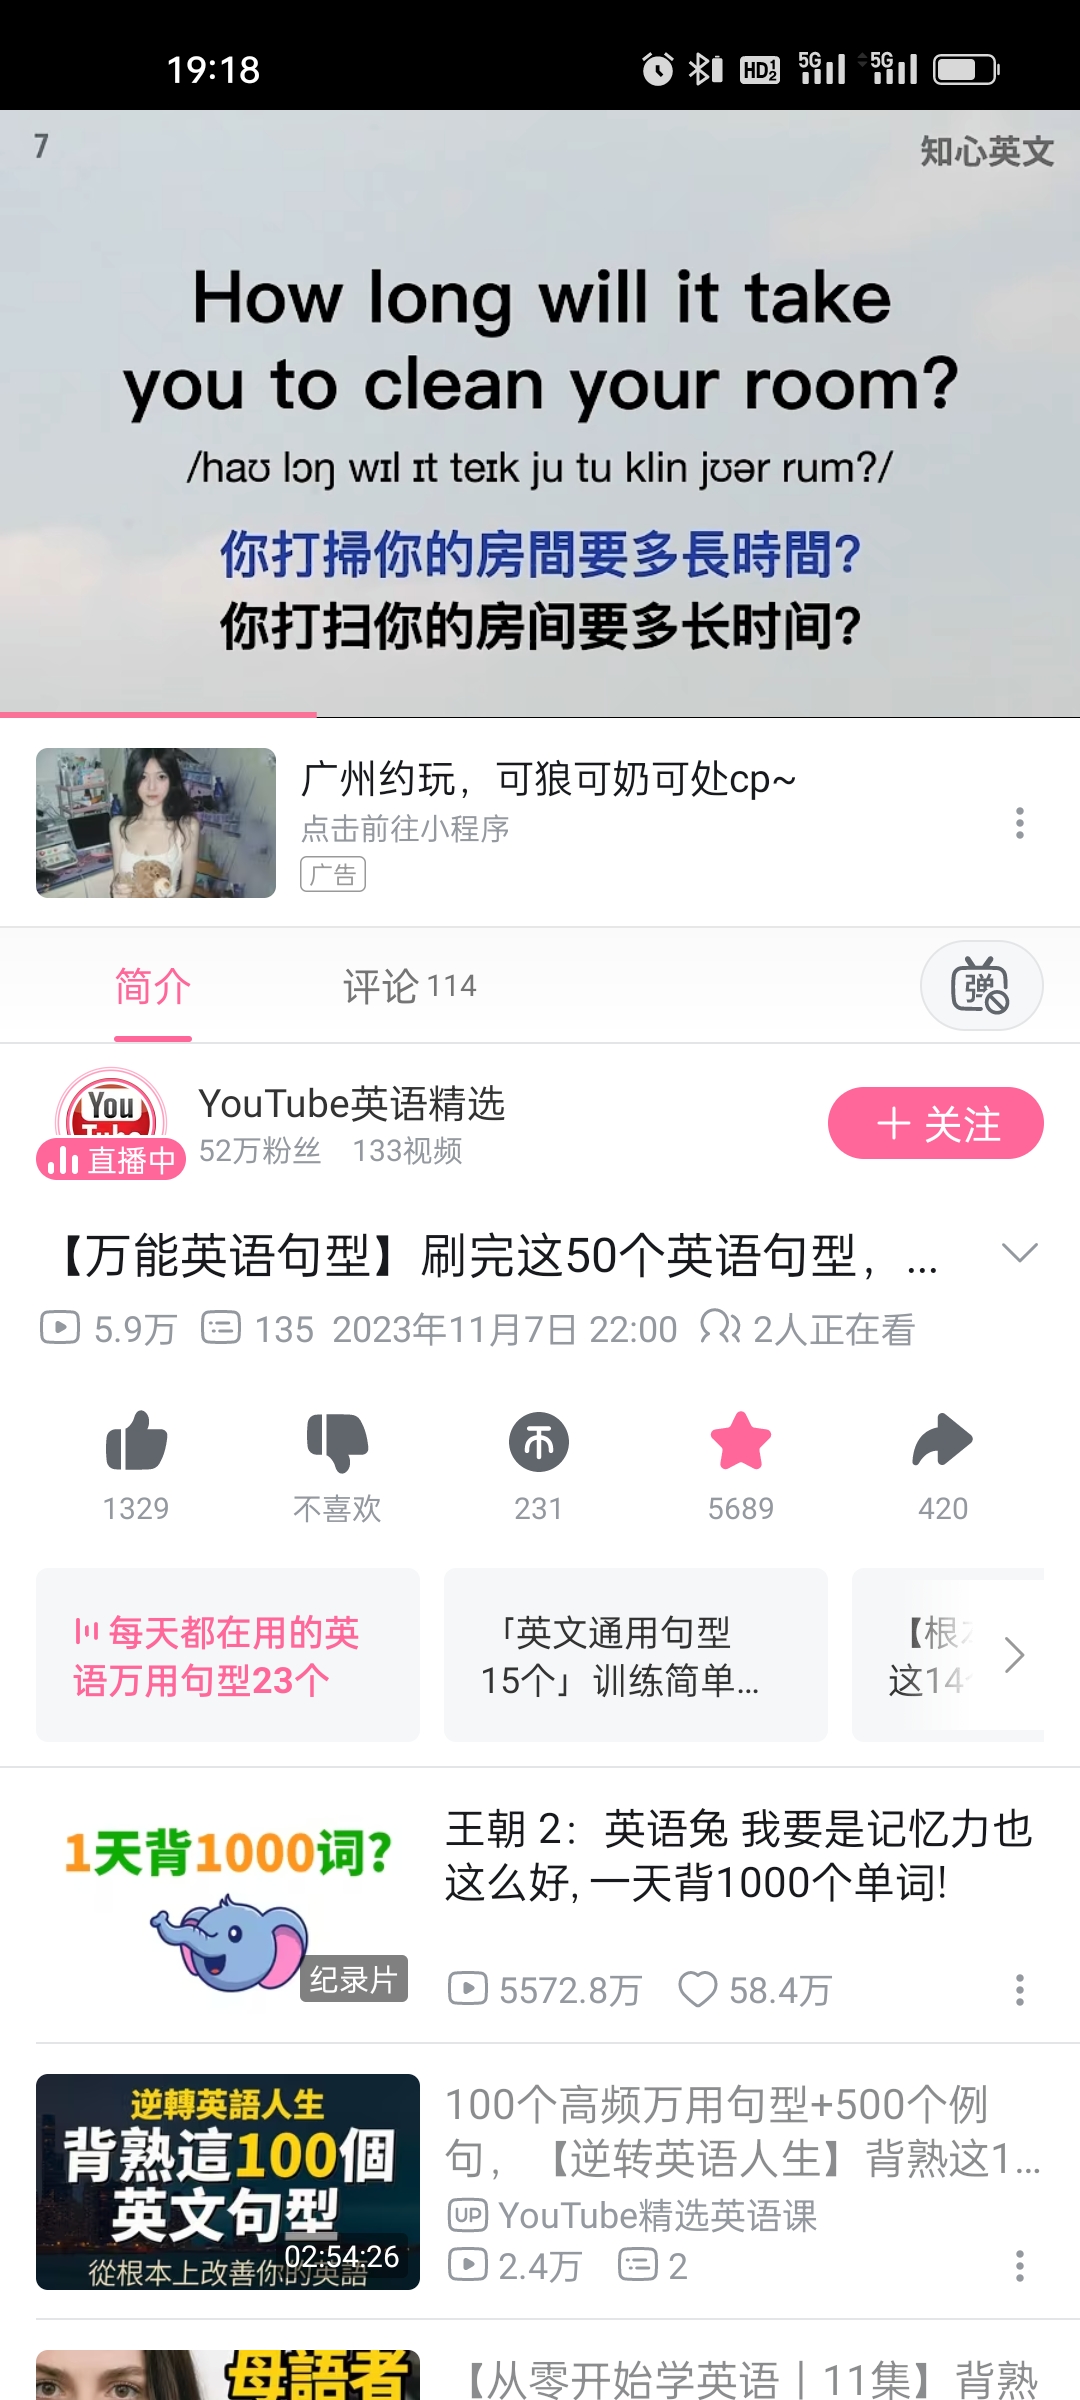 19:18
HD 1 2
5G
5G
7
知心英文
How long will it take
you to clean your room?
/haʊ lɔŋ wɪl ɪt teɪk ju tu klin jʊər rum?/
你打掃你的房間要多長時間?
你打扫你的房间要多长时间?
广州约玩，可狼可奶可处cp~
点击前往小程序
广告
简介
评论 114
弹
You
Tube
直播中
YouTube英语精选
52万粉丝 133视频
+ 关注
【万能英语句型】刷完这50个英语句型，...
5.9万 135 2023年11月7日 22:00 2人正在看
1329
不喜欢
231
5689
420
每天都在用的英
语万用句型23个
「英文通用句型
15个」训练简单...
【根
这14
1天背1000词?
纪录片
王朝 2：英语兔 我要是记忆力也
这么好, 一天背1000个单词!
5572.8万 58.4万
逆轉英語人生
背熟這100個
英文句型
02:54:26
從根本上改善你的英語
100个高频万用句型+500个例
句，【逆转英语人生】背熟这1...
UP YouTube精选英语课
2.4万 2
母語者
【从零开始学英语｜11集】背熟